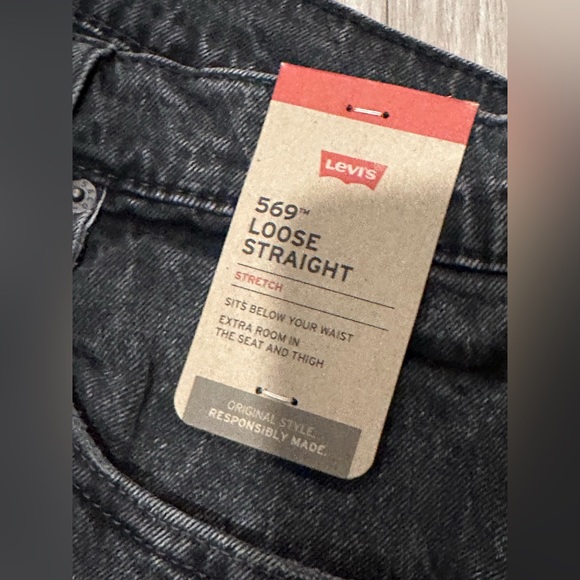 Levi's
569™
LOOSE
STRAIGHT
STRETCH
SITS BELOW YOUR WAIST
EXTRA ROOM IN
THE SEAT AND THIGH
ORIGINAL STYLE.
RESPONSIBLY MADE.